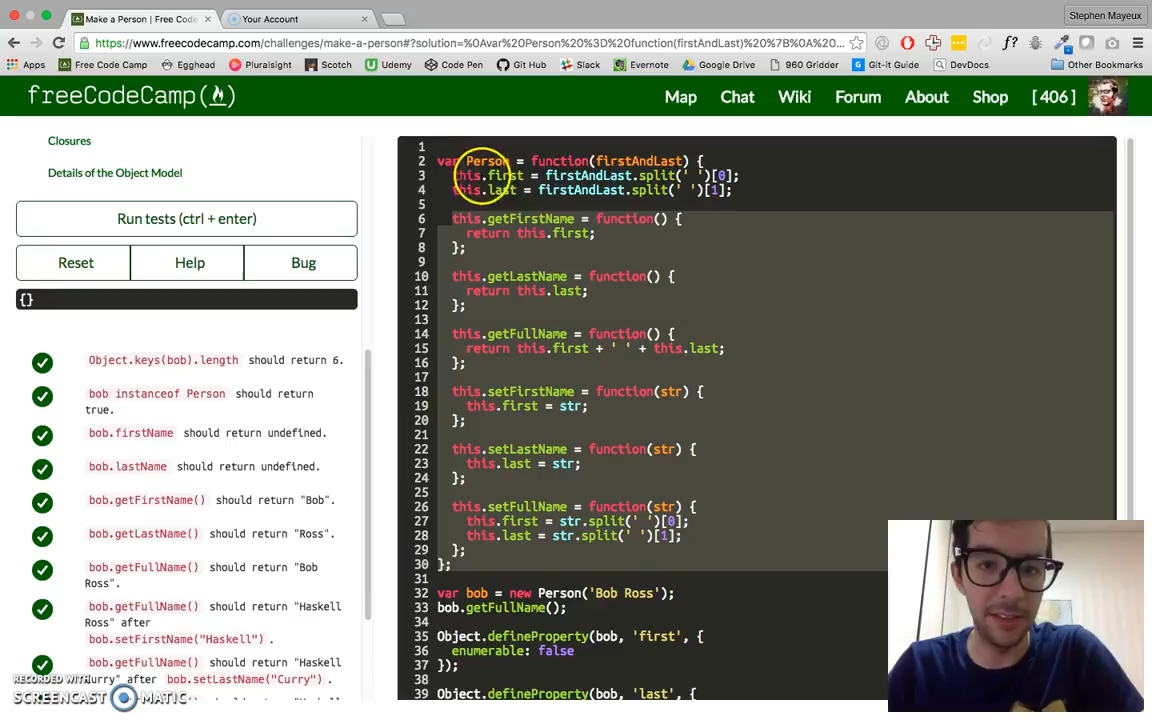 Make a Person | Free Code
Your Account
Stephen Mayeux
https://www.freecodecamp.com/challenges/make-a-person#?solution=%0Avar%20Person%20%3D%20function(firstAndLast)%20%7B%0A%20...
Apps
Free Code Camp
Egghead
Pluralsight
Scotch
Udemy
Code Pen
Git Hub
Slack
Evernote
Google Drive
960 Gridder
Git-it Guide
DevDocs
Other Bookmarks
freeCodeCamp
Map
Chat
Wiki
Forum
About
Shop
[ 406 ]
Closures
Details of the Object Model
Run tests (ctrl + enter)
Reset
Help
Bug
{}
Object.keys(bob).length should return 6.
bob instanceof Person should return
true.
bob.firstName should return undefined.
bob.lastName should return undefined.
bob.getFirstName() should return "Bob".
bob.getLastName() should return "Ross".
bob.getFullName() should return "Bob
Ross".
bob.getFullName() should return "Haskell
Ross" after
bob.setFirstName("Haskell") .
bob.getFullName() should return "Haskell
Curry" after bob.setLastName("Curry") .
RECORDED WITH
SCREENCAST MATIC
1
2 var Person = function(firstAndLast) {
3 this.first = firstAndLast.split(' ')[0];
4 this.last = firstAndLast.split(' ')[1];
5
6 this.getFirstName = function() {
7 return this.first;
8 };
9
10 this.getLastName = function() {
11 return this.last;
12 };
13
14 this.getFullName = function() {
15 return this.first + ' ' + this.last;
16 };
17
18 this.setFirstName = function(str) {
19 this.first = str;
20 };
21
22 this.setLastName = function(str) {
23 this.last = str;
24 };
25
26 this.setFullName = function(str) {
27 this.first = str.split(' ')[0];
28 this.last = str.split(' ')[1];
29 };
30 };
31
32 var bob = new Person('Bob Ross');
33 bob.getFullName();
34
35 Object.defineProperty(bob, 'first', {
36 enumerable: false
37 });
38
39 Object.defineProperty(bob, 'last', {